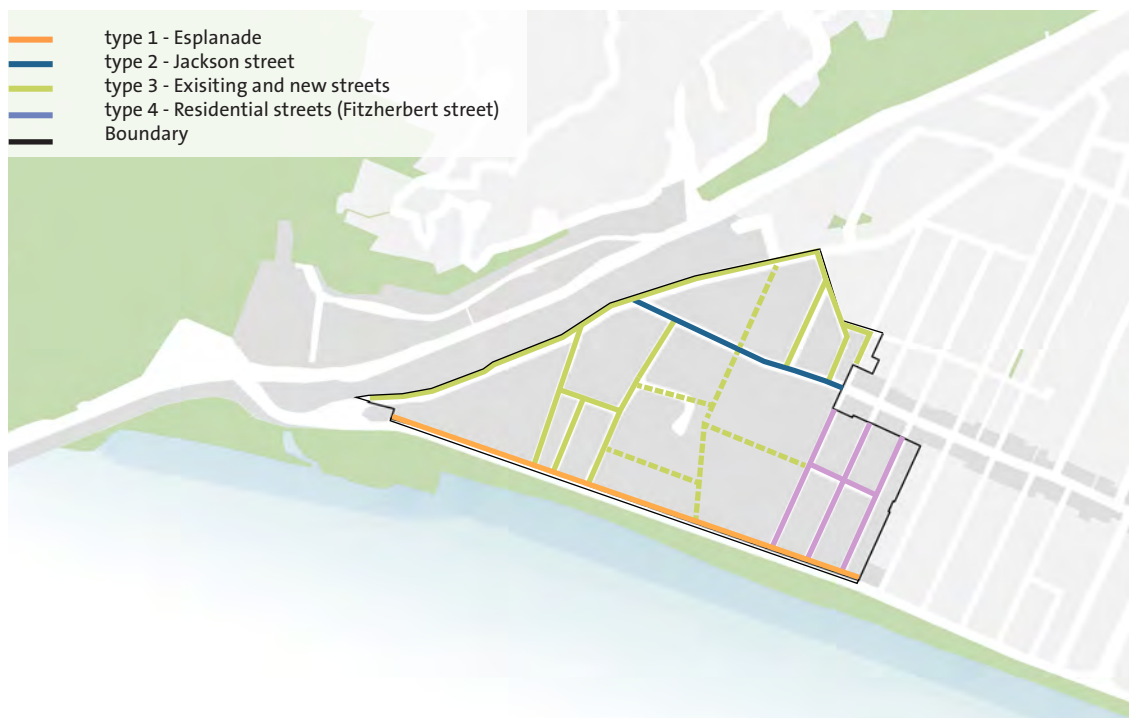 type 1 - Esplanade
type 2 - Jackson street
type 3 - Exisiting and new streets
type 4 - Residential streets (Fitzherbert street)
Boundary